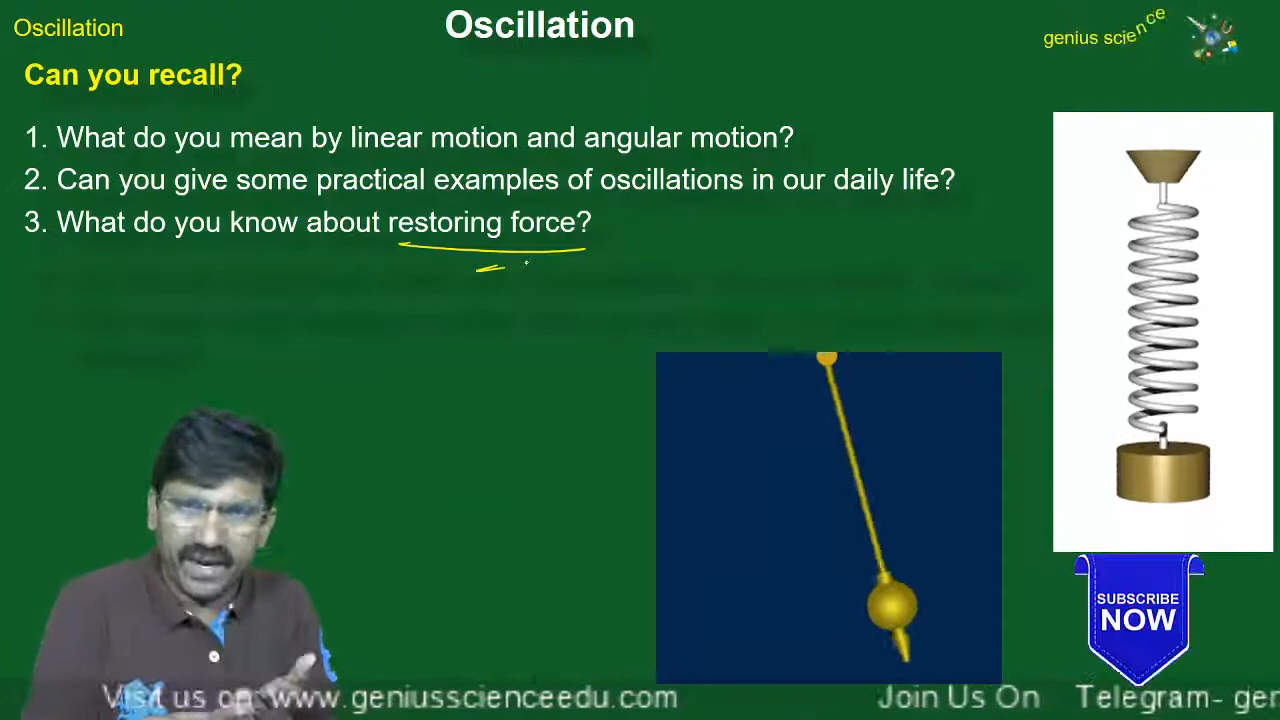 Oscillation
Oscillation
genius science
Can you recall?
1. What do you mean by linear motion and angular motion?
2. Can you give some practical examples of oscillations in our daily life?
3. What do you know about restoring force?
SUBSCRIBE
NOW
Visit us on: www.geniusscienceedu.com
Join Us On Telegram- ger